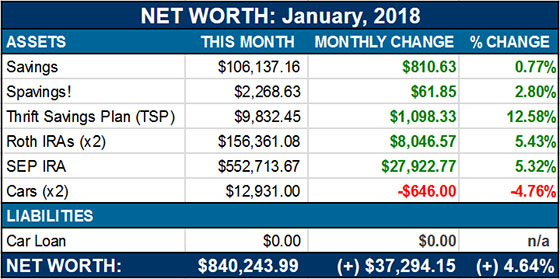 NET WORTH: January, 2018
ASSETS THIS MONTH MONTHLY CHANGE % CHANGE
Savings $106,137.16 $810.63 0.77%
Spavings! $2,268.63 $61.85 2.80%
Thrift Savings Plan (TSP) $9,832.45 $1,098.33 12.58%
Roth IRAs (x2) $156,361.08 $8,046.57 5.43%
SEP IRA $552,713.67 $27,922.77 5.32%
Cars (x2) $12,931.00 -$646.00 -4.76%
LIABILITIES
Car Loan $0.00 $0.00 n/a
NET WORTH: $840,243.99 (+) $37,294.15 (+) 4.64%